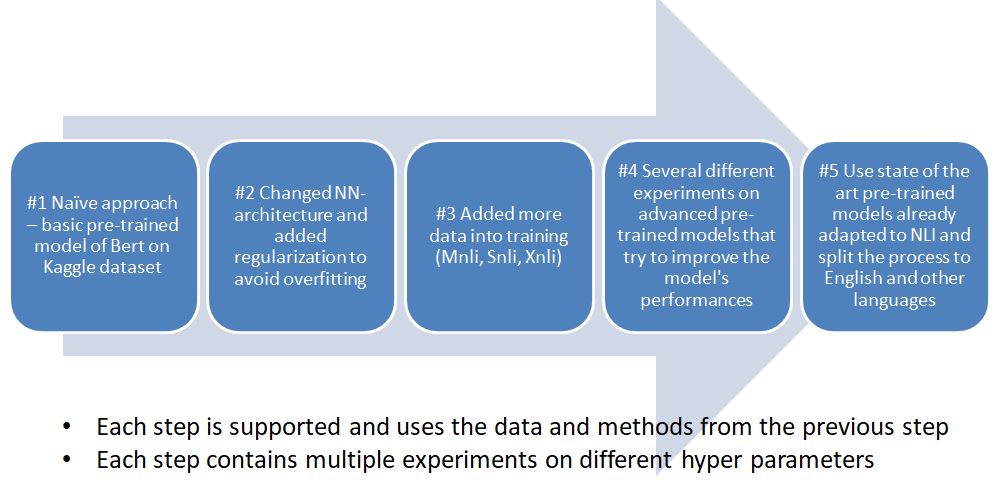 #1 Naïve approach
– basic pre-trained
model of Bert on
Kaggle dataset
#2 Changed NN-
architecture and
added
regularization to
avoid overfitting
#3 Added more
data into training
(Mnli, Snli, Xnli)
#4 Several different
experiments on
advanced pre-
trained models that
try to improve the
model's
performances
#5 Use state of the
art pre-trained
models already
adapted to NLI and
split the process to
English and other
languages
• Each step is supported and uses the data and methods from the previous step
• Each step contains multiple experiments on different hyper parameters